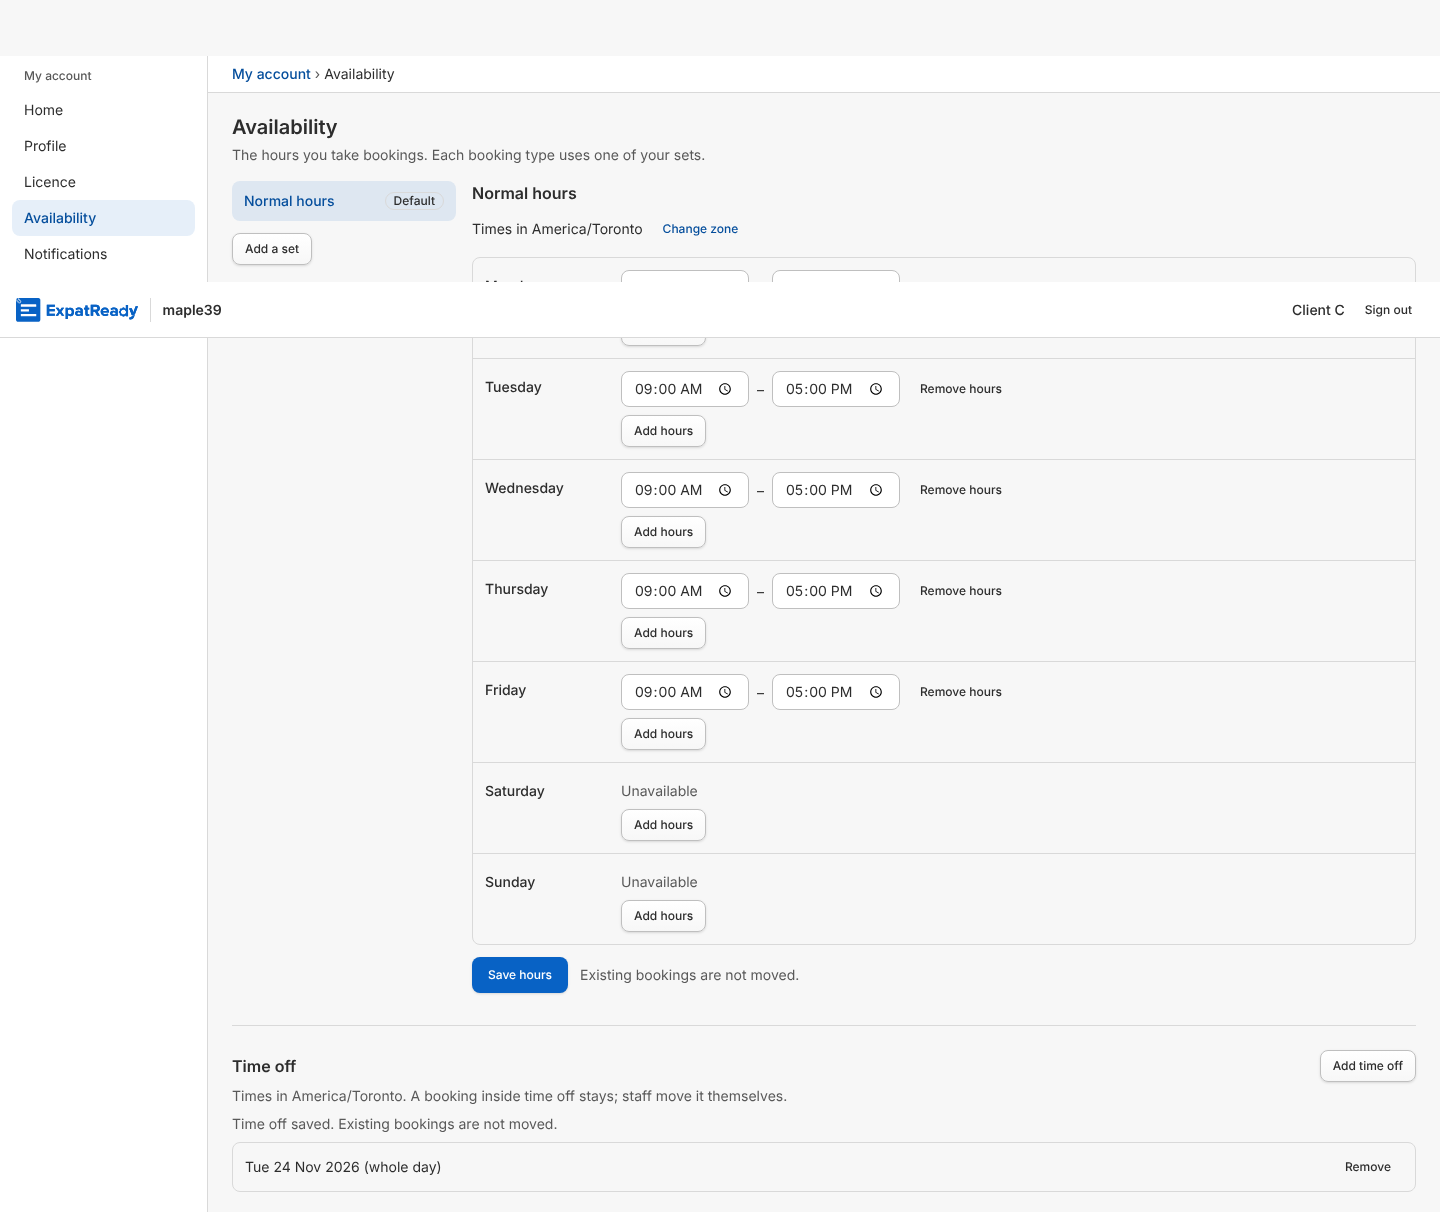 My account
Home
Profile
Licence
Availability
Notifications
My account › Availability
Availability
The hours you take bookings. Each booking type uses one of your sets.
Normal hours Default
Add a set
Normal hours
Times in America/Toronto Change zone
ExpatReady maple39 Client C Sign out
Tuesday 09:00 AM – 05:00 PM Remove hours
Add hours
Wednesday 09:00 AM – 05:00 PM Remove hours
Add hours
Thursday 09:00 AM – 05:00 PM Remove hours
Add hours
Friday 09:00 AM – 05:00 PM Remove hours
Add hours
Saturday Unavailable
Add hours
Sunday Unavailable
Add hours
Save hours Existing bookings are not moved.
Time off Add time off
Times in America/Toronto. A booking inside time off stays; staff move it themselves.
Time off saved. Existing bookings are not moved.
Tue 24 Nov 2026 (whole day) Remove